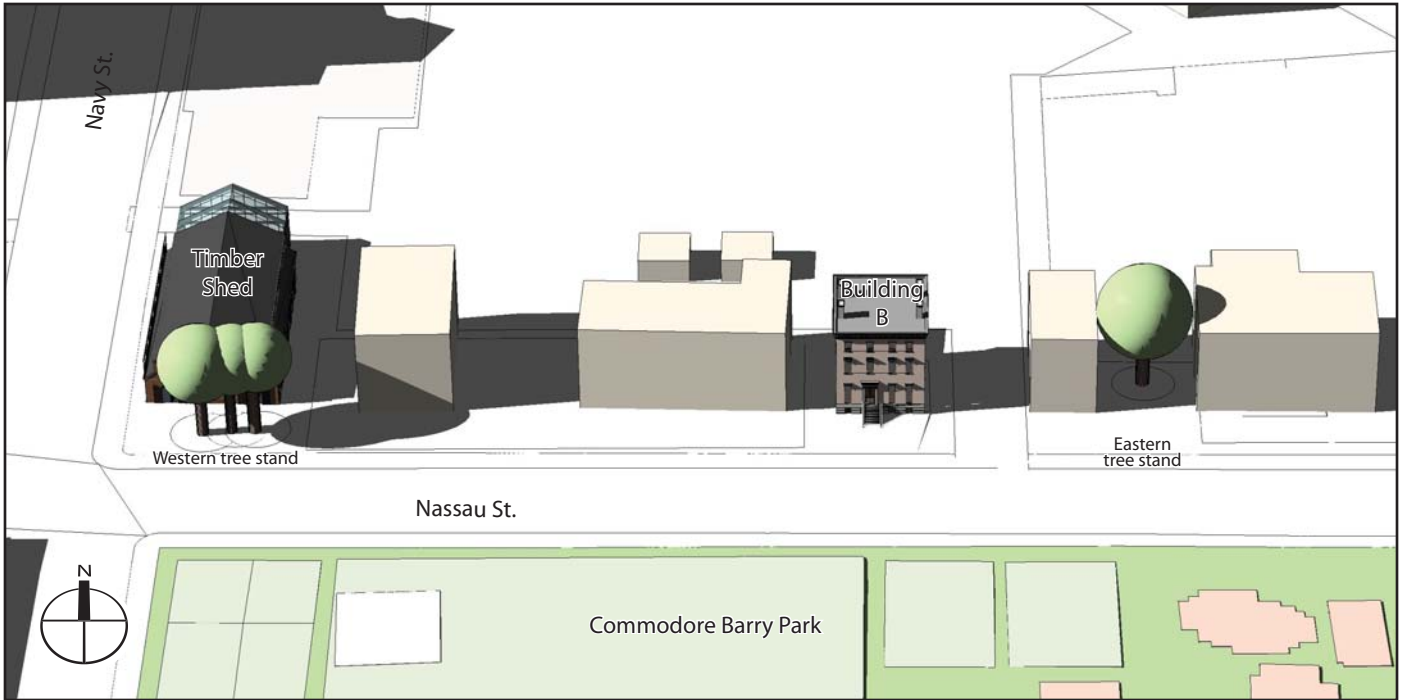 Navy St.
Timber
Shed
Building
B
Western tree stand
Eastern
tree stand
Nassau St.
N
Commodore Barry Park